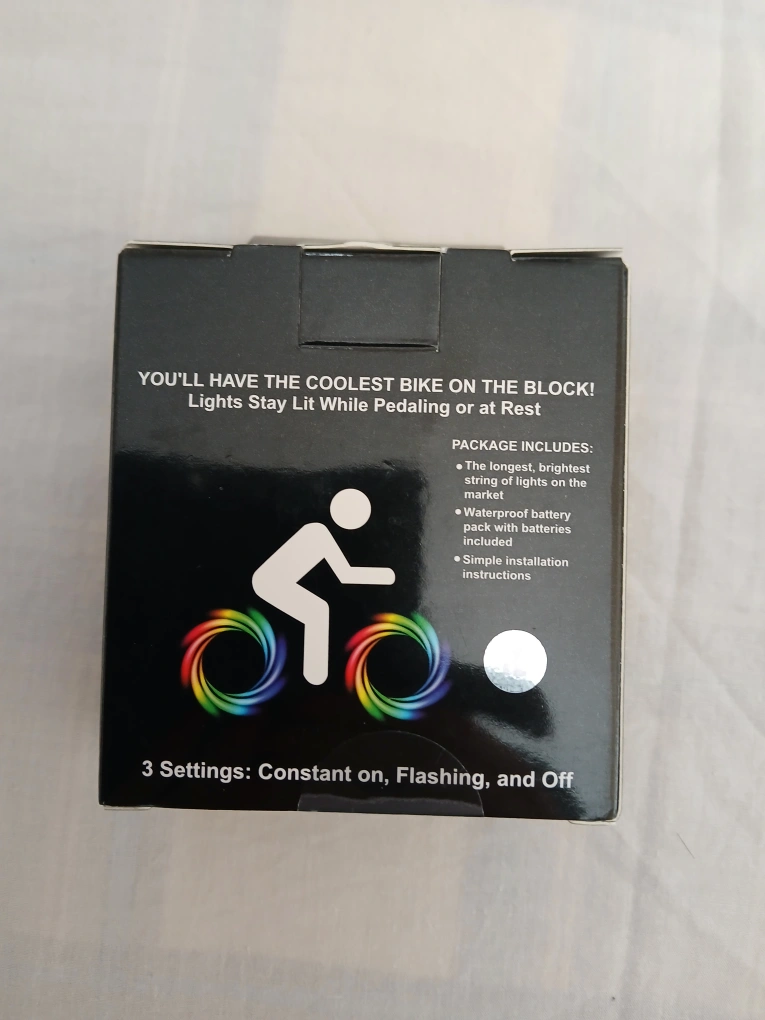 YOU'LL HAVE THE COOLEST BIKE ON THE BLOCK!
Lights Stay Lit While Pedaling or at Rest
PACKAGE INCLUDES:
• The longest, brightest
string of lights on the
market
• Waterproof battery
pack with batteries
included
• Simple installation
instructions
3 Settings: Constant on, Flashing, and Off